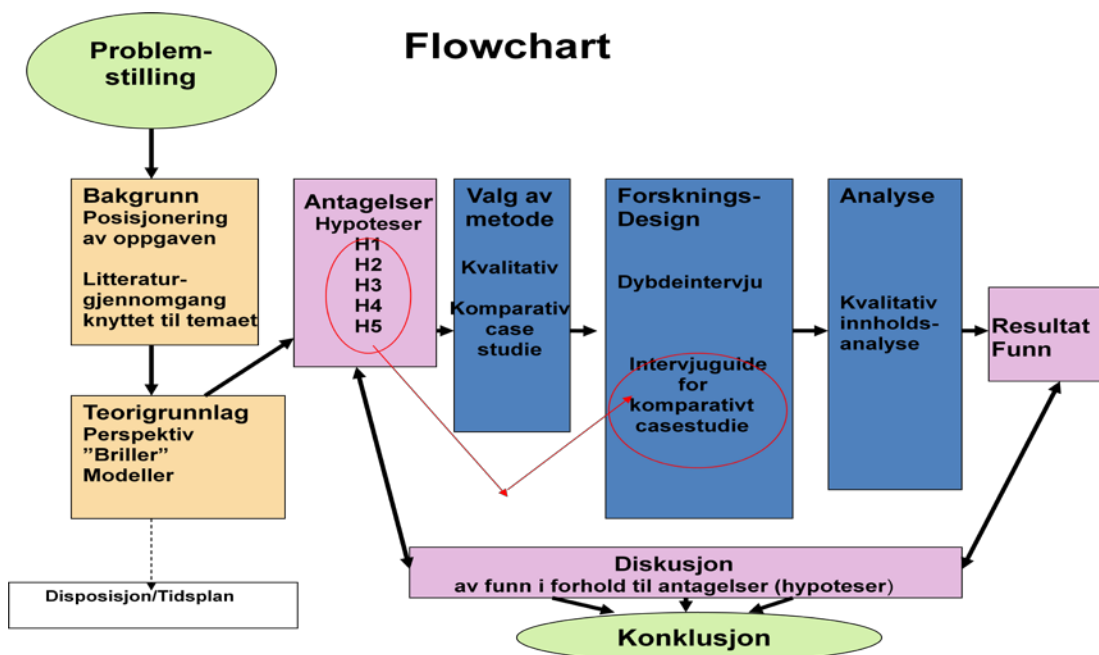 Flowchart
Problem-
stilling
Bakgrunn
Posisjonering
av oppgaven
Litteratur-
gjennomgang
knyttet til temaet
Teorigrunnlag
Perspektiv
”Briller”
Modeller
Disposisjon/Tidsplan
Antagelser
Hypoteser
H1
H2
H3
H4
H5
Valg av
metode
Kvalitativ
Komparativ
case
studie
Forsknings-
Design
Dybdeintervju
Intervjuguide
for
komparativt
casestudie
Analyse
Kvalitativ
innholds-
analyse
Resultat
Funn
Diskusjon
av funn i forhold til antagelser (hypoteser)
Konklusjon